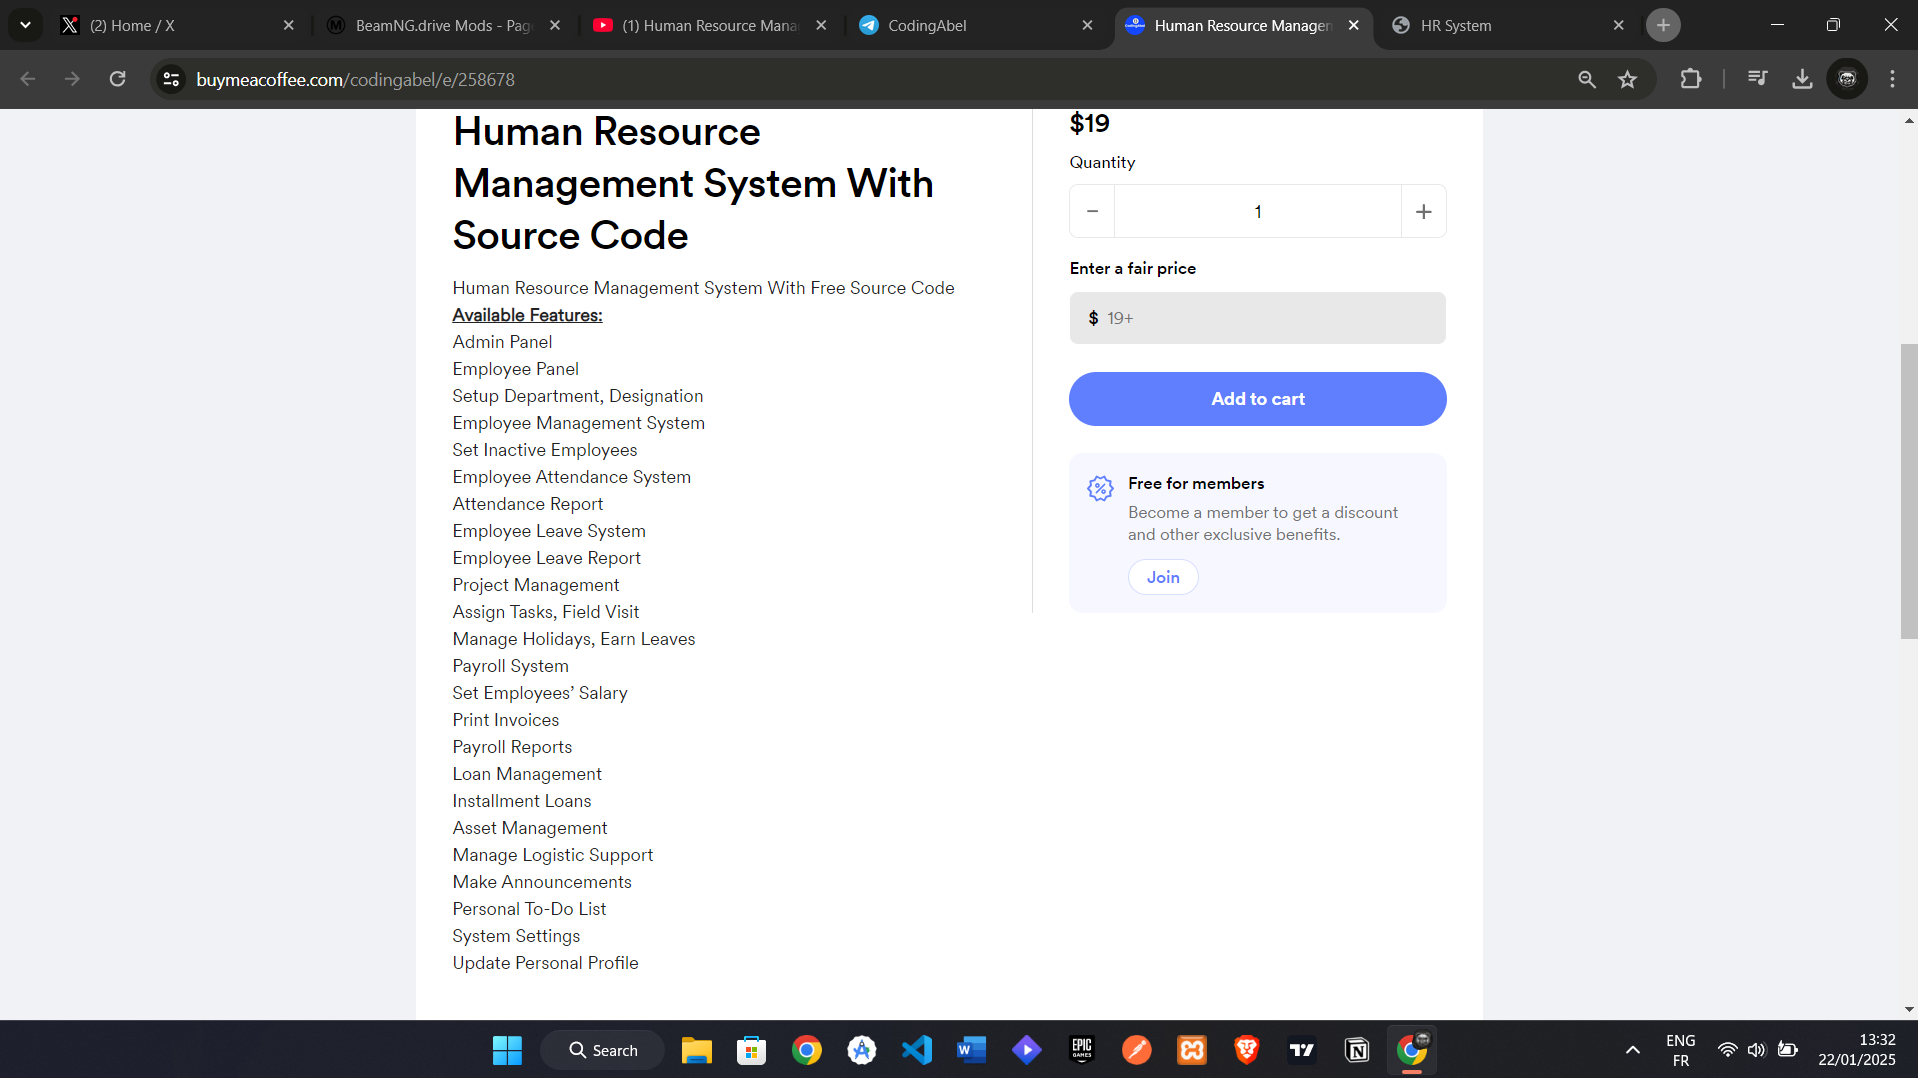 (2) Home / X
BeamNG.drive Mods - Pag
(1) Human Resource Mana
CodingAbel
Human Resource Managem
HR System
buymeacoffee.com/codingabel/e/258678
Human Resource
Management System With
Source Code
Human Resource Management System With Free Source Code
Available Features:
Admin Panel
Employee Panel
Setup Department, Designation
Employee Management System
Set Inactive Employees
Employee Attendance System
Attendance Report
Employee Leave System
Employee Leave Report
Project Management
Assign Tasks, Field Visit
Manage Holidays, Earn Leaves
Payroll System
Set Employees’ Salary
Print Invoices
Payroll Reports
Loan Management
Installment Loans
Asset Management
Manage Logistic Support
Make Announcements
Personal To-Do List
System Settings
Update Personal Profile
$19
Quantity
1
Enter a fair price
$ 19+
Add to cart
Free for members
Become a member to get a discount
and other exclusive benefits.
Join
Search
EPIC
GAMES
ENG
FR
13:32
22/01/2025